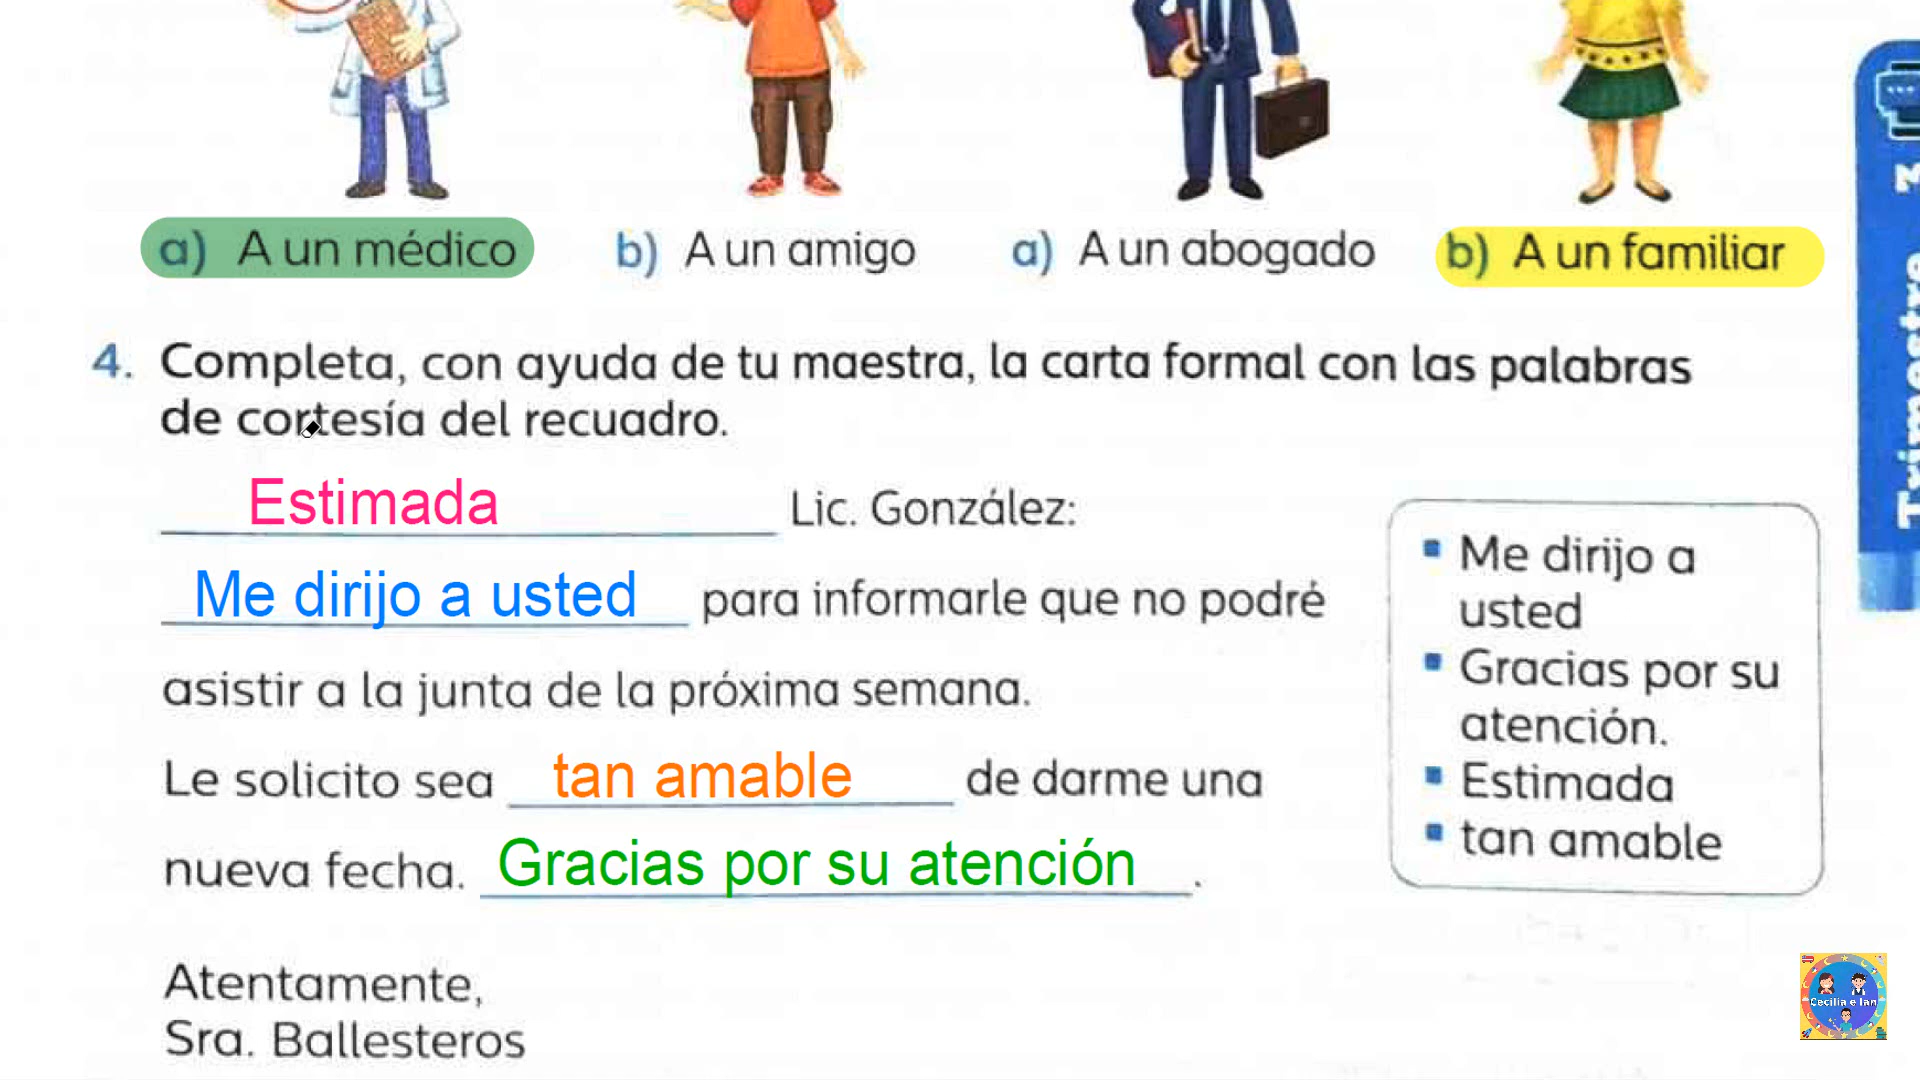 a) A un médico b) A un amigo a) A un abogado b) A un familiar
4. Completa, con ayuda de tu maestra, la carta formal con las palabras
de cortesía del recuadro.
Estimada Lic. González:
Me dirijo a usted para informarle que no podré
asistir a la junta de la próxima semana.
Le solicito sea tan amable de darme una
nueva fecha. Gracias por su atención.
Atentamente,
Sra. Ballesteros
▪ Me dirijo a
usted
▪ Gracias por su
atención.
▪ Estimada
▪ tan amable
Trimestre 3
Cecilia e Ian